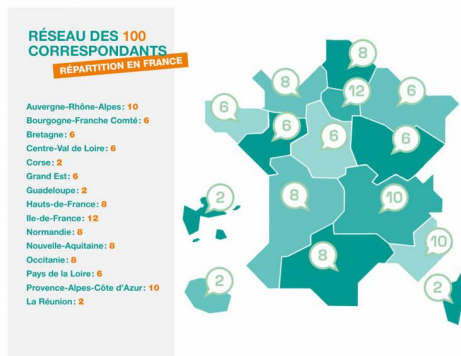 RÉSEAU DES 100
CORRESPONDANTS
RÉPARTITION EN FRANCE
Auvergne-Rhône-Alpes: 10
Bourgogne-Franche Comté: 6
Bretagne: 6
Centre-Val de Loire: 6
Corse: 2
Grand Est: 6
Guadeloupe: 2
Hauts-de-France: 8
Ile-de-France: 12
Normandie: 8
Nouvelle-Aquitaine: 8
Occitanie: 8
Pays de la Loire: 6
Provence-Alpes-Côte d'Azur: 10
La Réunion: 2
8
8
12
6
6
6
6
6
2
8
10
10
8
2
2